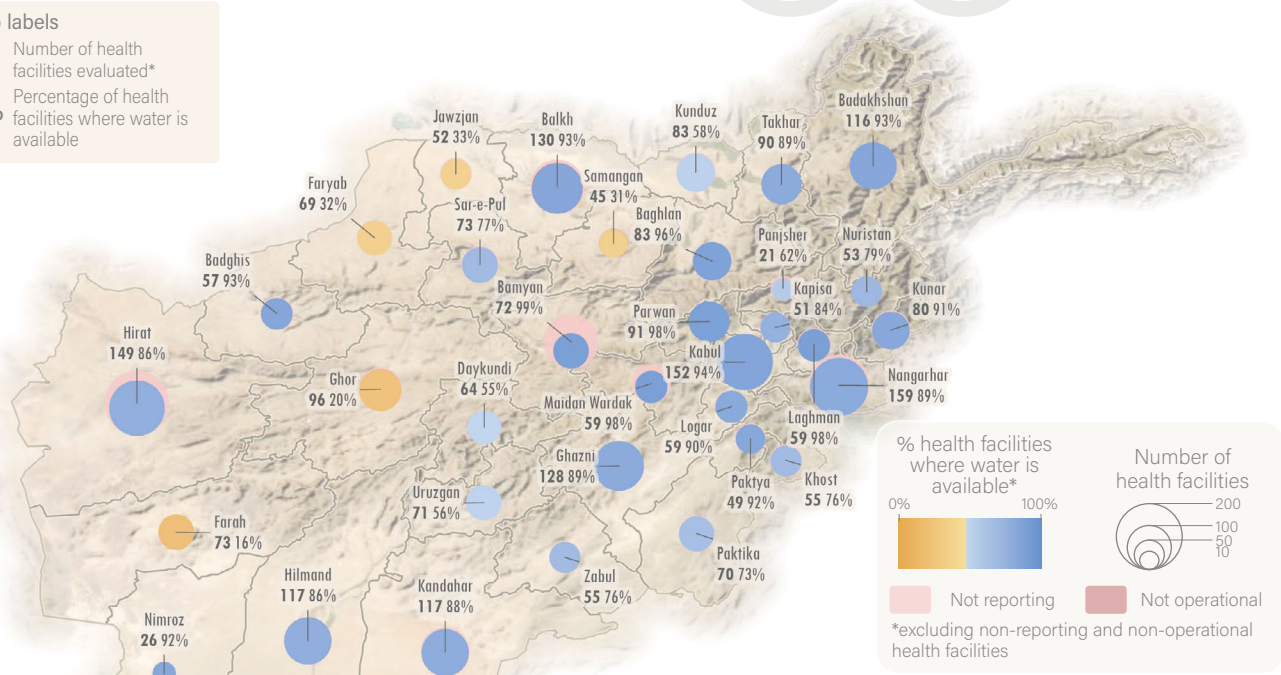 labels
Number of health
facilities evaluated*
Percentage of health
facilities where water is
available
Jawzjan
52 33%
Balkh
130 93%
Kunduz
83 58%
Takhar
90 89%
Badakhshan
116 93%
Faryab
69 32%
Samangan
45 31%
Sar-e-Pul
73 77%
Baghlan
83 96%
Panjsher
21 62%
Nuristan
53 79%
Badghis
57 93%
Bamyan
72 99%
Kapisa
51 84%
Kunar
80 91%
Parwan
91 98%
Hirat
149 86%
Kabul
152 94%
Ghor
96 20%
Daykundi
64 55%
Nangarhar
159 89%
Maidan Wardak
59 98%
Logar
59 90%
Laghman
59 98%
Ghazni
128 89%
Paktya
49 92%
Khost
55 76%
Uruzgan
71 56%
Farah
73 16%
Paktika
70 73%
Zabul
55 76%
Hilmand
117 86%
Kandahar
117 88%
Nimroz
26 92%
% health facilities
where water is
available*
0% 100%
Number of
health facilities
200
100
50
10
Not reporting
Not operational
*excluding non-reporting and non-operational
health facilities